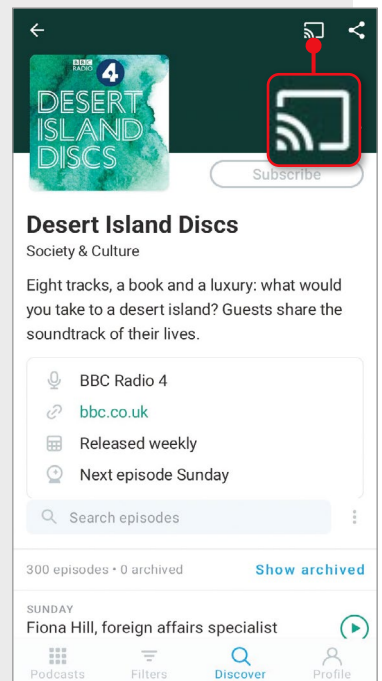 BBC
RADIO 4
DESERT
ISLAND
DISCS
Subscribe
Desert Island Discs
Society & Culture
Eight tracks, a book and a luxury: what would
you take to a desert island? Guests share the
soundtrack of their lives.
BBC Radio 4
bbc.co.uk
Released weekly
Next episode Sunday
Search episodes
300 episodes • 0 archived Show archived
SUNDAY
Fiona Hill, foreign affairs specialist
Podcasts Filters Discover Profile